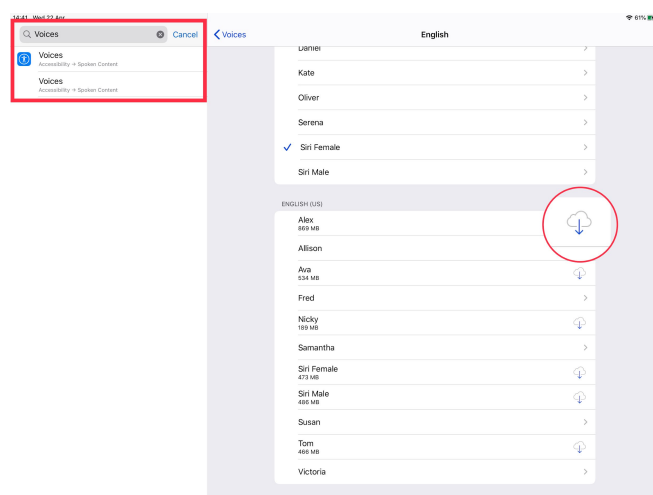 14:41 Wed 22 Apr
61%
Voices
Cancel
Voices
Accessibility → Spoken Content
Voices
Accessibility → Spoken Content
Voices
English
Daniel
Kate
Oliver
Serena
Siri Female
Siri Male
ENGLISH (US)
Alex
869 MB
Allison
Ava
534 MB
Fred
Nicky
189 MB
Samantha
Siri Female
473 MB
Siri Male
486 MB
Susan
Tom
466 MB
Victoria